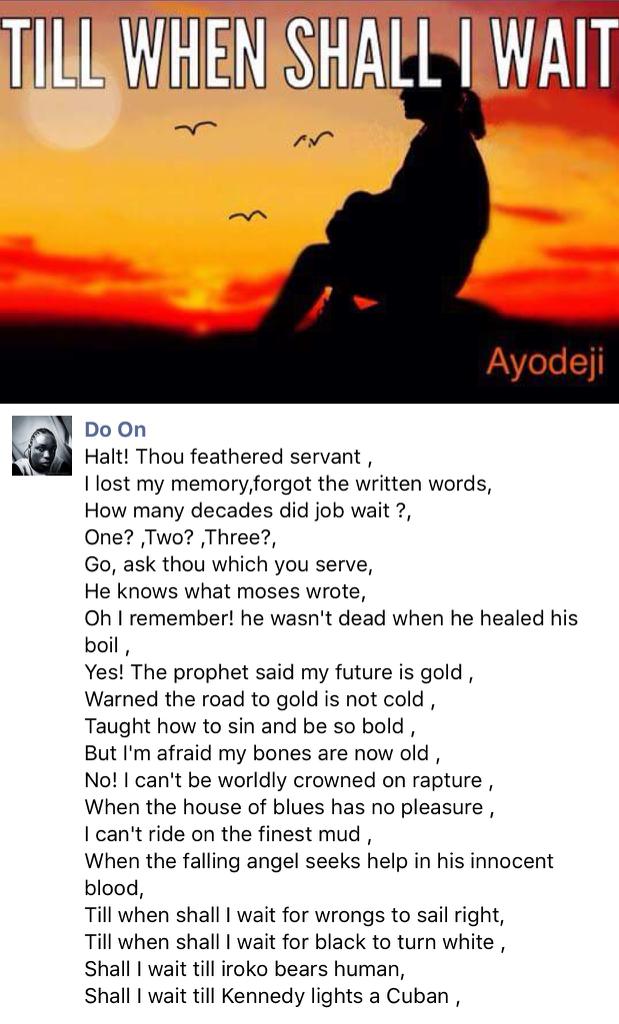 TILL WHEN SHALL I WAIT
Ayodeji
Do On
Halt! Thou feathered servant ,
I lost my memory,forgot the written words,
How many decades did job wait ?,
One? ,Two? ,Three?,
Go, ask thou which you serve,
He knows what moses wrote,
Oh I remember! he wasn't dead when he healed his
boil ,
Yes! The prophet said my future is gold ,
Warned the road to gold is not cold ,
Taught how to sin and be so bold ,
But I'm afraid my bones are now old ,
No! I can't be worldly crowned on rapture ,
When the house of blues has no pleasure ,
I can't ride on the finest mud ,
When the falling angel seeks help in his innocent
blood,
Till when shall I wait for wrongs to sail right,
Till when shall I wait for black to turn white ,
Shall I wait till iroko bears human,
Shall I wait till Kennedy lights a Cuban ,